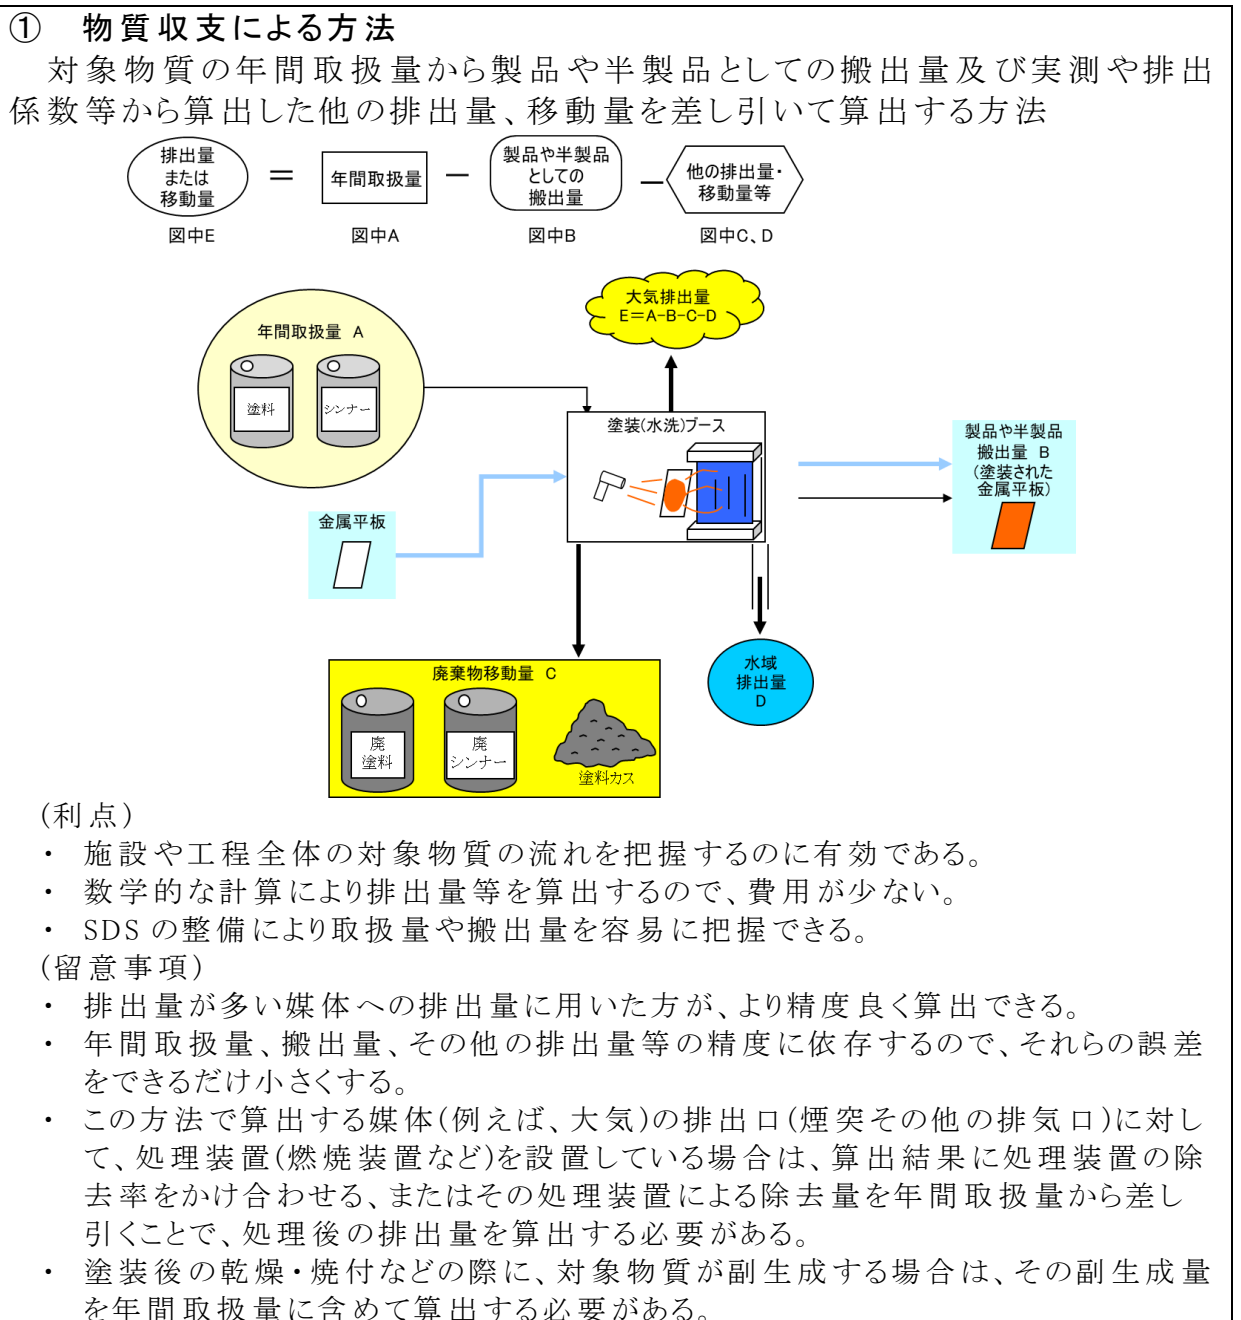 ① 物質収支による方法
対象物質の年間取扱量から製品や半製品としての搬出量及び実測や排出
係数等から算出した他の排出量、移動量を差し引いて算出する方法
排出量
または
移動量
＝
年間取扱量
－
製品や半製品
としての
搬出量
－
他の排出量・
移動量等
図中E
図中A
図中B
図中C、D
大気排出量
E＝A-B-C-D
年間取扱量 A
塗料
シンナー
塗装(水洗)ブース
製品や半製品
搬出量 B
(塗装された
金属平板)
金属平板
廃棄物移動量 C
廃
塗料
廃
シンナー
塗料カス
水域
排出量
D
(利点)
・ 施設や工程全体の対象物質の流れを把握するのに有効である。
・ 数学的な計算により排出量等を算出するので、費用が少ない。
・ SDSの整備により取扱量や搬出量を容易に把握できる。
(留意事項)
・ 排出量が多い媒体への排出量に用いた方が、より精度良く算出できる。
・ 年間取扱量、搬出量、その他の排出量等の精度に依存するので、それらの誤差
をできるだけ小さくする。
・ この方法で算出する媒体(例えば、大気)の排出口(煙突その他の排気口)に対し
て、処理装置(燃焼装置など)を設置している場合は、算出結果に処理装置の除
去率をかけ合わせる、またはその処理装置による除去量を年間取扱量から差し
引くことで、処理後の排出量を算出する必要がある。
・ 塗装後の乾燥・焼付などの際に、対象物質が副生成する場合は、その副生成量
を年間取扱量に含めて算出する必要がある。